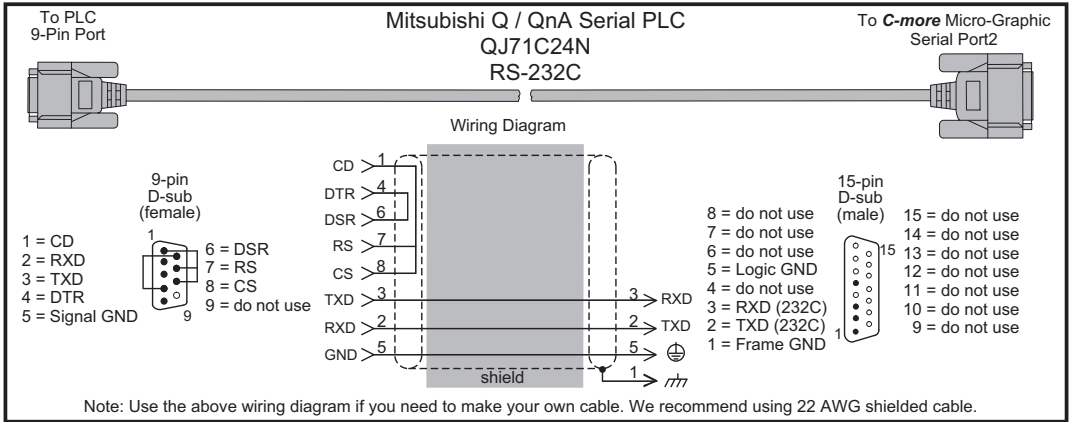 To PLC
9-Pin Port
Mitsubishi Q / QnA Serial PLC
QJ71C24N
RS-232C
To C-more Micro-Graphic
Serial Port2
Wiring Diagram
9-pin
D-sub
(female)
1
9
1 = CD
2 = RXD
3 = TXD
4 = DTR
5 = Signal GND
6 = DSR
7 = RS
8 = CS
9 = do not use
CD 1
DTR 4
DSR 6
RS 7
CS 8
TXD 3
RXD 2
GND 5
shield
3 RXD
2 TXD
5
1
8 = do not use
7 = do not use
6 = do not use
5 = Logic GND
4 = do not use
3 = RXD (232C)
2 = TXD (232C)
1 = Frame GND
15-pin
D-sub
(male)
15
1
15 = do not use
14 = do not use
13 = do not use
12 = do not use
11 = do not use
10 = do not use
9 = do not use
Note: Use the above wiring diagram if you need to make your own cable. We recommend using 22 AWG shielded cable.